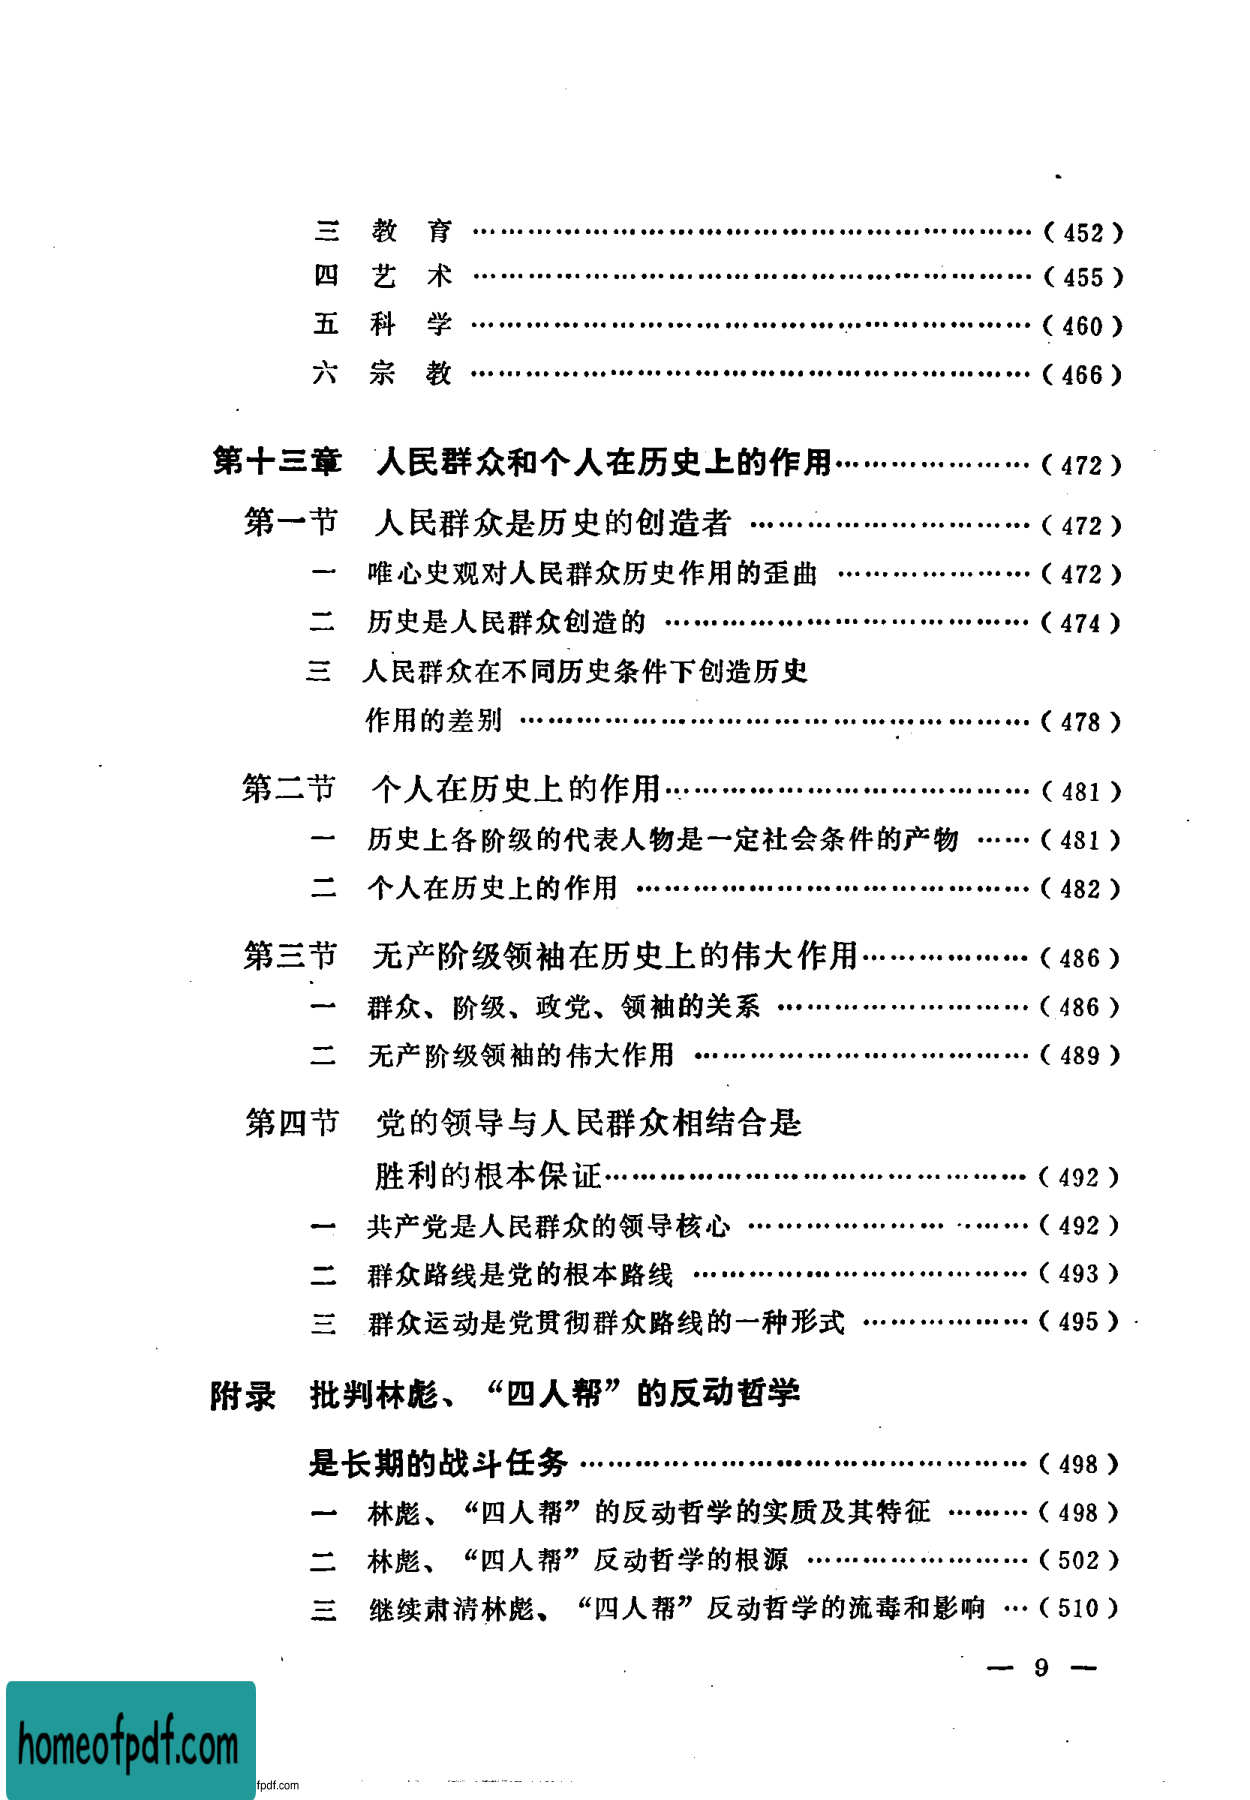 三 教 育 ……………………………………………………（452）
四 艺 术 ……………………………………………………（455）
五 科 学 ……………………………………………………（460）
六 宗 教 ……………………………………………………（466）
第十三章 人民群众和个人在历史上的作用…………………（472）
第一节 人民群众是历史的创造者 …………………………（472）
一 唯心史观对人民群众历史作用的歪曲 …………………（472）
二 历史是人民群众创造的 …………………………………（474）
三 人民群众在不同历史条件下创造历史
作用的差别 …………………………………………………（478）
第二节 个人在历史上的作用…………………………………（481）
一 历史上各阶级的代表人物是一定社会条件的产物 ……（481）
二 个人在历史上的作用 ……………………………………（482）
第三节 无产阶级领袖在历史上的伟大作用………………（486）
一 群众、阶级、政党、领袖的关系 ………………………（486）
二 无产阶级领袖的伟大作用 ………………………………（489）
第四节 党的领导与人民群众相结合是
胜利的根本保证………………………………………（492）
一 共产党是人民群众的领导核心 …………………………（492）
二 群众路线是党的根本路线 ………………………………（493）
三 群众运动是党贯彻群众路线的一种形式 ………………（495）
附录 批判林彪、“四人帮”的反动哲学
是长期的战斗任务 …………………………………………（498）
一 林彪、“四人帮”的反动哲学的实质及其特征 ………（498）
二 林彪、“四人帮”反动哲学的根源 ……………………（502）
三 继续肃清林彪、“四人帮”反动哲学的流毒和影响 …（510）
— 9 —
homeofpdf.com
fpdf.com